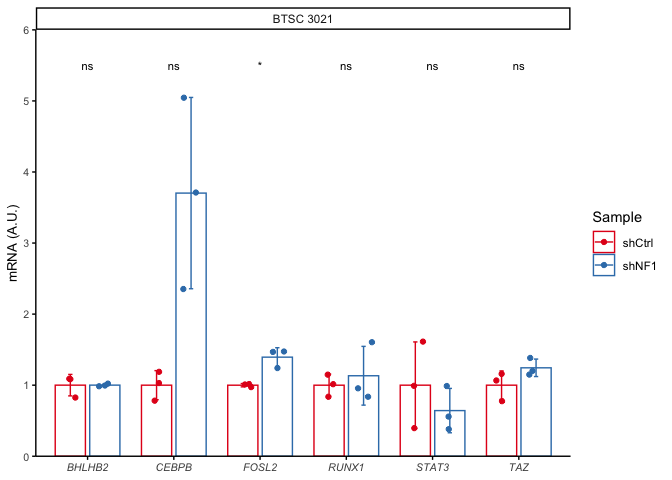 BTSC 3021
6
5
4
3
2
1
0
mRNA (A.U.)
ns ns * ns ns ns
BHLHB2 CEBPB FOSL2 RUNX1 STAT3 TAZ
Sample
shCtrl
shNF1